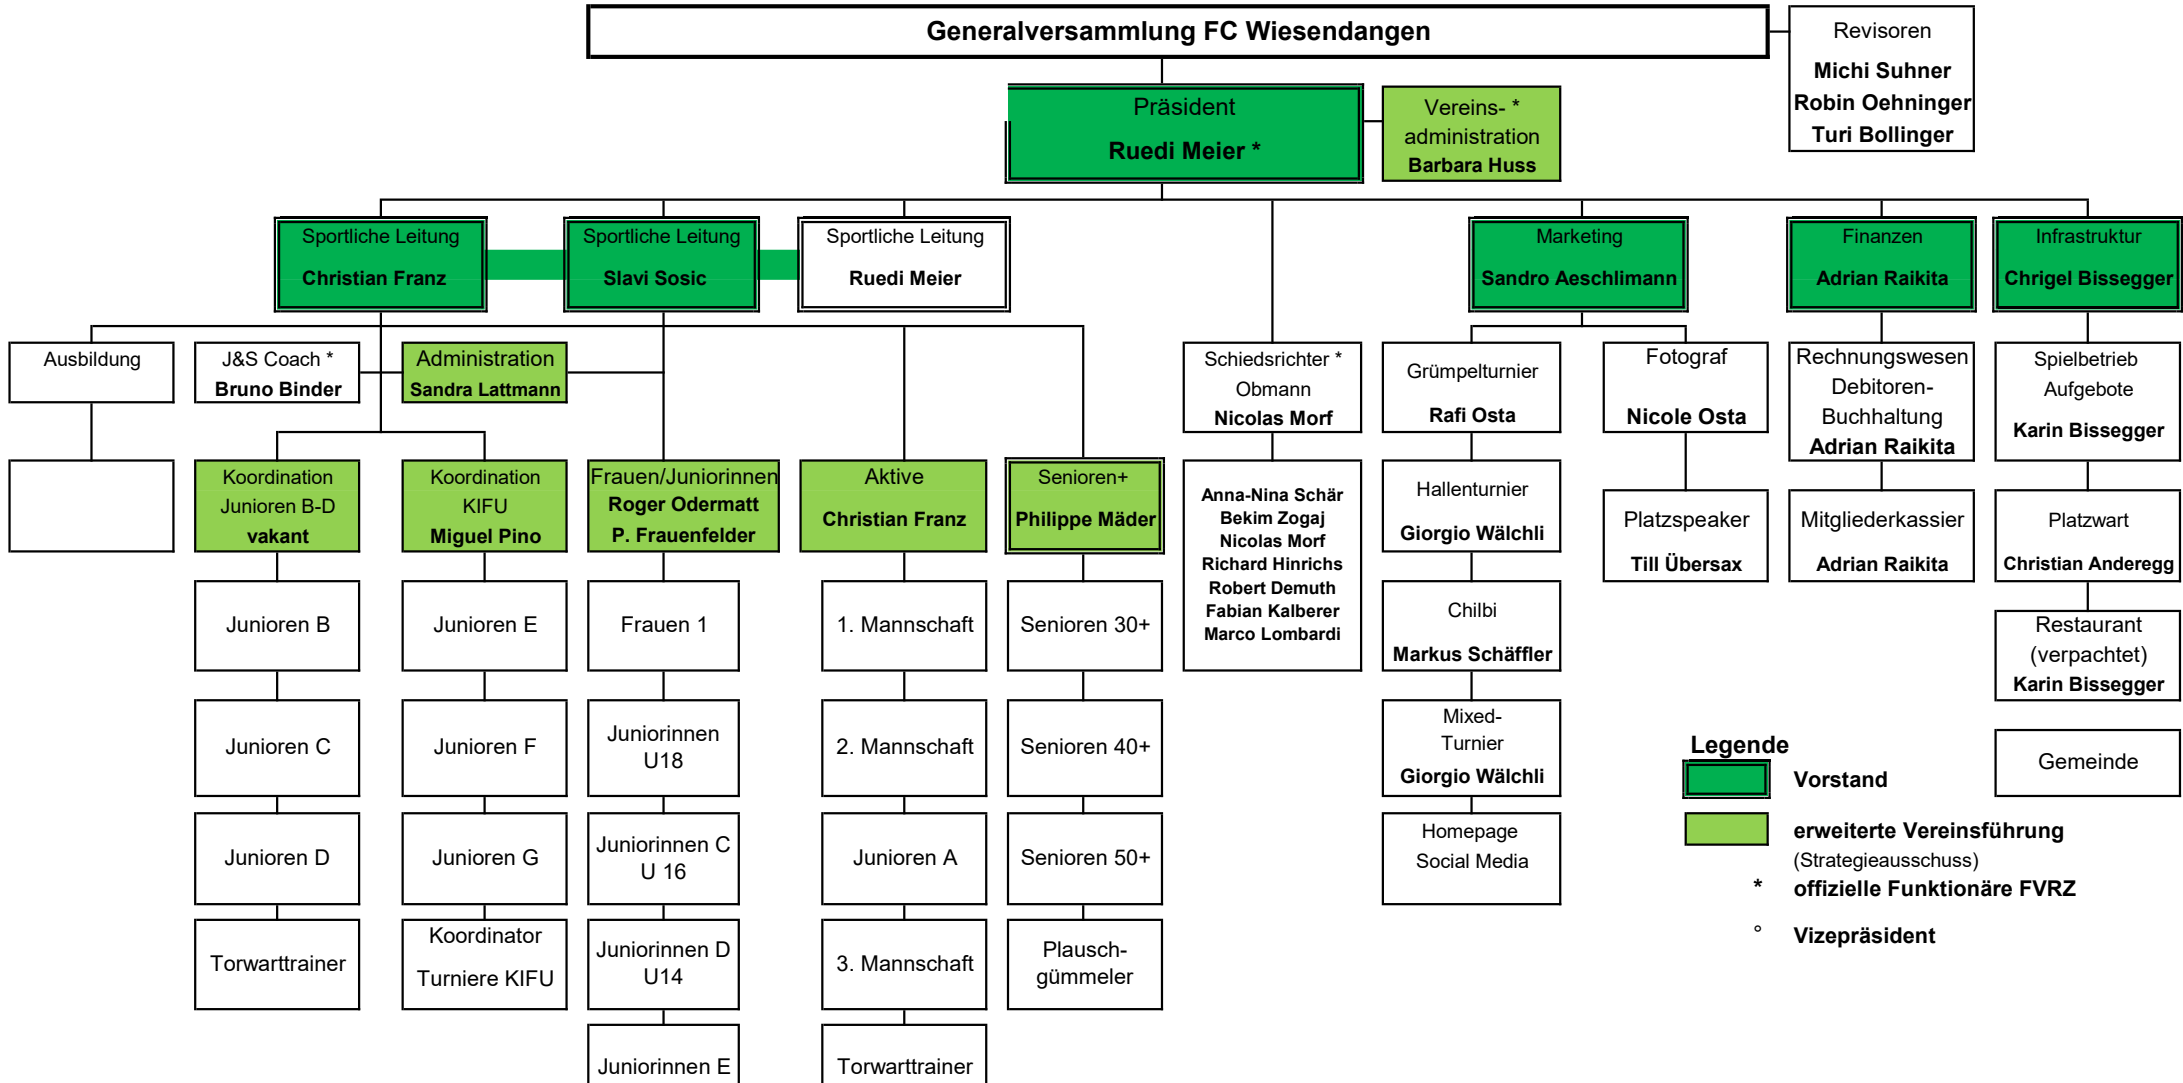 Generalversammlung FC Wiesendangen
Revisoren
Michi Suhner
Robin Oehninger
Turi Bollinger
Präsident
Ruedi Meier *
Vereins- *
administration
Barbara Huss
Sportliche Leitung
Christian Franz
Sportliche Leitung
Slavi Sosic
Sportliche Leitung
Ruedi Meier
Marketing
Sandro Aeschlimann
Finanzen
Adrian Raikita
Infrastruktur
Chrigel Bissegger
Ausbildung
J&S Coach *
Bruno Binder
Administration
Sandra Lattmann
Schiedsrichter *
Obmann
Nicolas Morf
Grümpelturnier
Rafi Osta
Fotograf
Nicole Osta
Rechnungswesen
Debitoren-
Buchhaltung
Adrian Raikita
Spielbetrieb
Aufgebote
Karin Bissegger
Koordination
Junioren B-D
vakant
Koordination
KIFU
Miguel Pino
Frauen/Juniorinnen
Roger Odermatt
P. Frauenfelder
Aktive
Christian Franz
Senioren+
Philippe Mäder
Anna-Nina Schär
Bekim Zogaj
Nicolas Morf
Richard Hinrichs
Robert Demuth
Fabian Kalberer
Marco Lombardi
Hallenturnier
Giorgio Wälchli
Platzspeaker
Till Übersax
Mitgliederkassier
Adrian Raikita
Platzwart
Christian Anderegg
Junioren B
Junioren E
Frauen 1
1. Mannschaft
Senioren 30+
Chilbi
Markus Schäffler
Restaurant
(verpachtet)
Karin Bissegger
Junioren C
Junioren F
Juniorinnen
U18
2. Mannschaft
Senioren 40+
Mixed-
Turnier
Giorgio Wälchli
Gemeinde
Junioren D
Junioren G
Juniorinnen C
U 16
Junioren A
Senioren 50+
Homepage
Social Media
Torwarttrainer
Koordinator
Turniere KIFU
Juniorinnen D
U14
3. Mannschaft
Plausch-
gümmeler
Juniorinnen E
Torwarttrainer
Legende
Vorstand
erweiterte Vereinsführung
(Strategieausschuss)
* offizielle Funktionäre FVRZ
° Vizepräsident